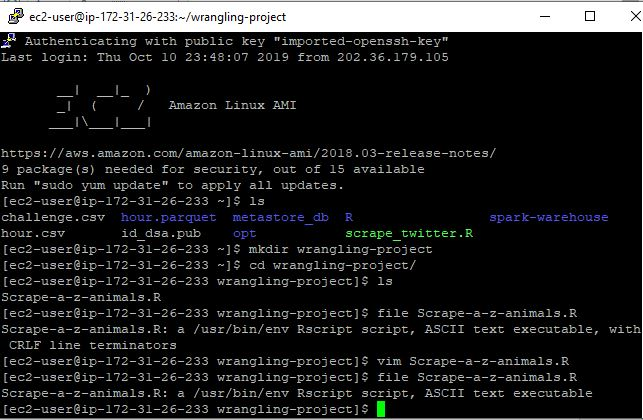 ec2-user@ip-172-31-26-233:~/wrangling-project
Authenticating with public key "imported-openssh-key"
Last login: Thu Oct 10 23:48:07 2019 from 202.36.179.105
__|  __|_  )
_|  (     /   Amazon Linux AMI
___|\___|___|
https://aws.amazon.com/amazon-linux-ami/2018.03-release-notes/
9 package(s) needed for security, out of 15 available
Run "sudo yum update" to apply all updates.
[ec2-user@ip-172-31-26-233 ~]$ ls
challenge.csv  hour.parquet  metastore_db  R                 spark-warehouse
hour.csv       id_dsa.pub    opt           scrape_twitter.R
[ec2-user@ip-172-31-26-233 ~]$ mkdir wrangling-project
[ec2-user@ip-172-31-26-233 ~]$ cd wrangling-project/
[ec2-user@ip-172-31-26-233 wrangling-project]$ ls
Scrape-a-z-animals.R
[ec2-user@ip-172-31-26-233 wrangling-project]$ file Scrape-a-z-animals.R
Scrape-a-z-animals.R: a /usr/bin/env Rscript script, ASCII text executable, with
 CRLF line terminators
[ec2-user@ip-172-31-26-233 wrangling-project]$ vim Scrape-a-z-animals.R
[ec2-user@ip-172-31-26-233 wrangling-project]$ file Scrape-a-z-animals.R
Scrape-a-z-animals.R: a /usr/bin/env Rscript script, ASCII text executable
[ec2-user@ip-172-31-26-233 wrangling-project]$